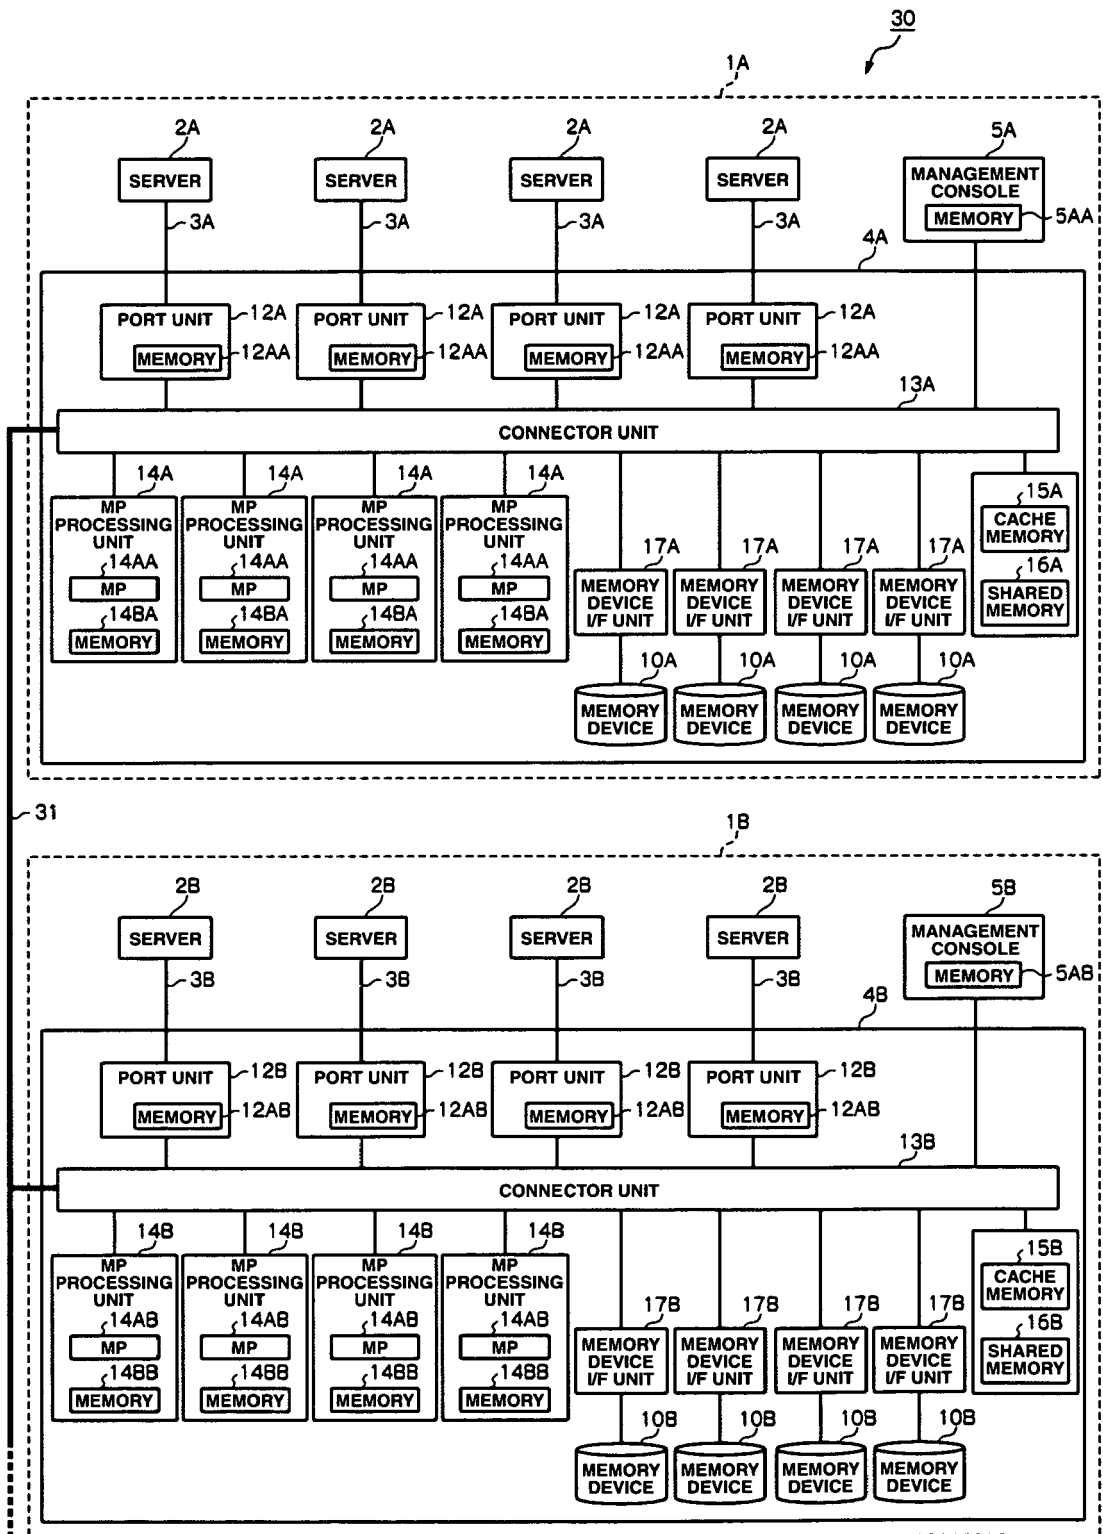 30
1A
2A 2A 2A 2A 5A
SERVER SERVER SERVER SERVER MANAGEMENT CONSOLE
MEMORY 5AA
3A 3A 3A 3A
4A
PORT UNIT 12A PORT UNIT 12A PORT UNIT 12A PORT UNIT 12A
MEMORY 12AA MEMORY 12AA MEMORY 12AA MEMORY 12AA
13A
CONNECTOR UNIT
14A 14A 14A 14A
MP MP MP MP
PROCESSING PROCESSING PROCESSING PROCESSING
UNIT UNIT UNIT UNIT
14AA 14AA 14AA 14AA
MP MP MP MP
14BA 14BA 14BA 14BA
MEMORY MEMORY MEMORY MEMORY
17A 17A 17A 17A
MEMORY MEMORY MEMORY MEMORY
DEVICE DEVICE DEVICE DEVICE
I/F UNIT I/F UNIT I/F UNIT I/F UNIT
10A 10A 10A 10A
MEMORY MEMORY MEMORY MEMORY
DEVICE DEVICE DEVICE DEVICE
15A
CACHE
MEMORY
16A
SHARED
MEMORY
31
1B
2B 2B 2B 2B 5B
SERVER SERVER SERVER SERVER MANAGEMENT CONSOLE
MEMORY 5AB
3B 3B 3B 3B
4B
PORT UNIT 12B PORT UNIT 12B PORT UNIT 12B PORT UNIT 12B
MEMORY 12AB MEMORY 12AB MEMORY 12AB MEMORY 12AB
13B
CONNECTOR UNIT
14B 14B 14B 14B
MP MP MP MP
PROCESSING PROCESSING PROCESSING PROCESSING
UNIT UNIT UNIT UNIT
14AB 14AB 14AB 14AB
MP MP MP MP
14BB 14BB 14BB 14BB
MEMORY MEMORY MEMORY MEMORY
17B 17B 17B 17B
MEMORY MEMORY MEMORY MEMORY
DEVICE DEVICE DEVICE DEVICE
I/F UNIT I/F UNIT I/F UNIT I/F UNIT
10B 10B 10B 10B
MEMORY MEMORY MEMORY MEMORY
DEVICE DEVICE DEVICE DEVICE
15B
CACHE
MEMORY
16B
SHARED
MEMORY